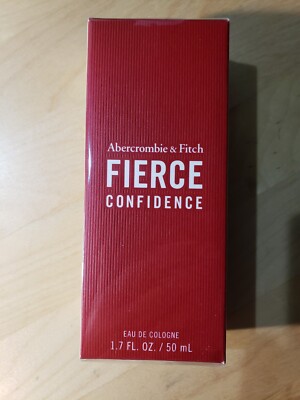 Abercrombie & Fitch
FIERCE
CONFIDENCE
EAU DE COLOGNE
1.7 FL. OZ. / 50 mL